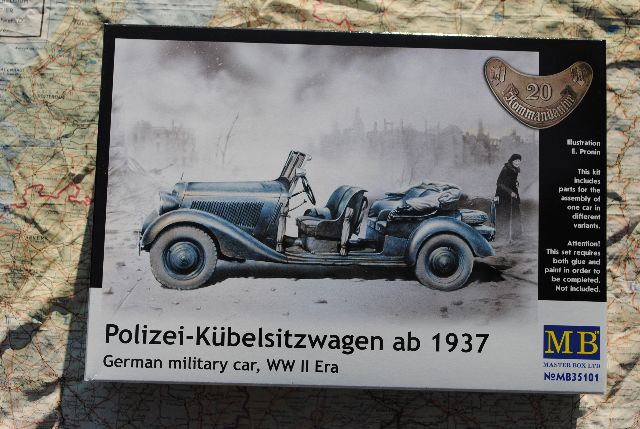 20
Kommandantur
Illustration
E. Pronin
This kit
includes
parts for the
assembly of
one car in
different
variants.
Attention!
This set requires
both glue and
paint in order to
be completed.
Not included.
Polizei-Kübelsitzwagen ab 1937
German military car, WW II Era
MB
MASTER BOX LTD
№MB35101